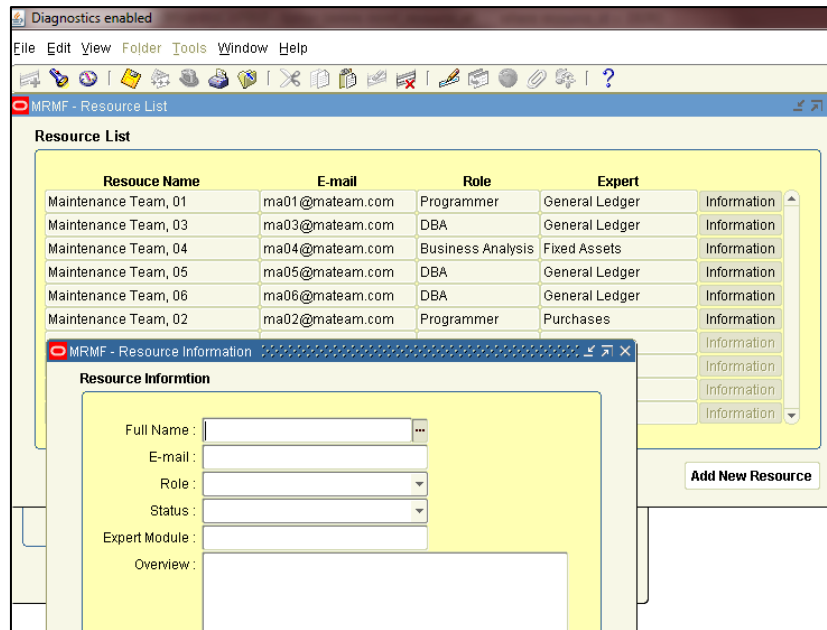 Diagnostics enabled
File Edit View Folder Tools Window Help
MRMF - Resource List
Resource List
Resouce Name E-mail Role Expert
Maintenance Team, 01 ma01@mateam.com Programmer General Ledger Information
Maintenance Team, 03 ma03@mateam.com DBA General Ledger Information
Maintenance Team, 04 ma04@mateam.com Business Analysis Fixed Assets Information
Maintenance Team, 05 ma05@mateam.com DBA General Ledger Information
Maintenance Team, 06 ma06@mateam.com DBA General Ledger Information
Maintenance Team, 02 ma02@mateam.com Programmer Purchases Information
Information
Information
Information
Information
MRMF - Resource Information
Resource Informtion
Full Name :
E-mail :
Role :
Status :
Expert Module :
Overview :
Add New Resource